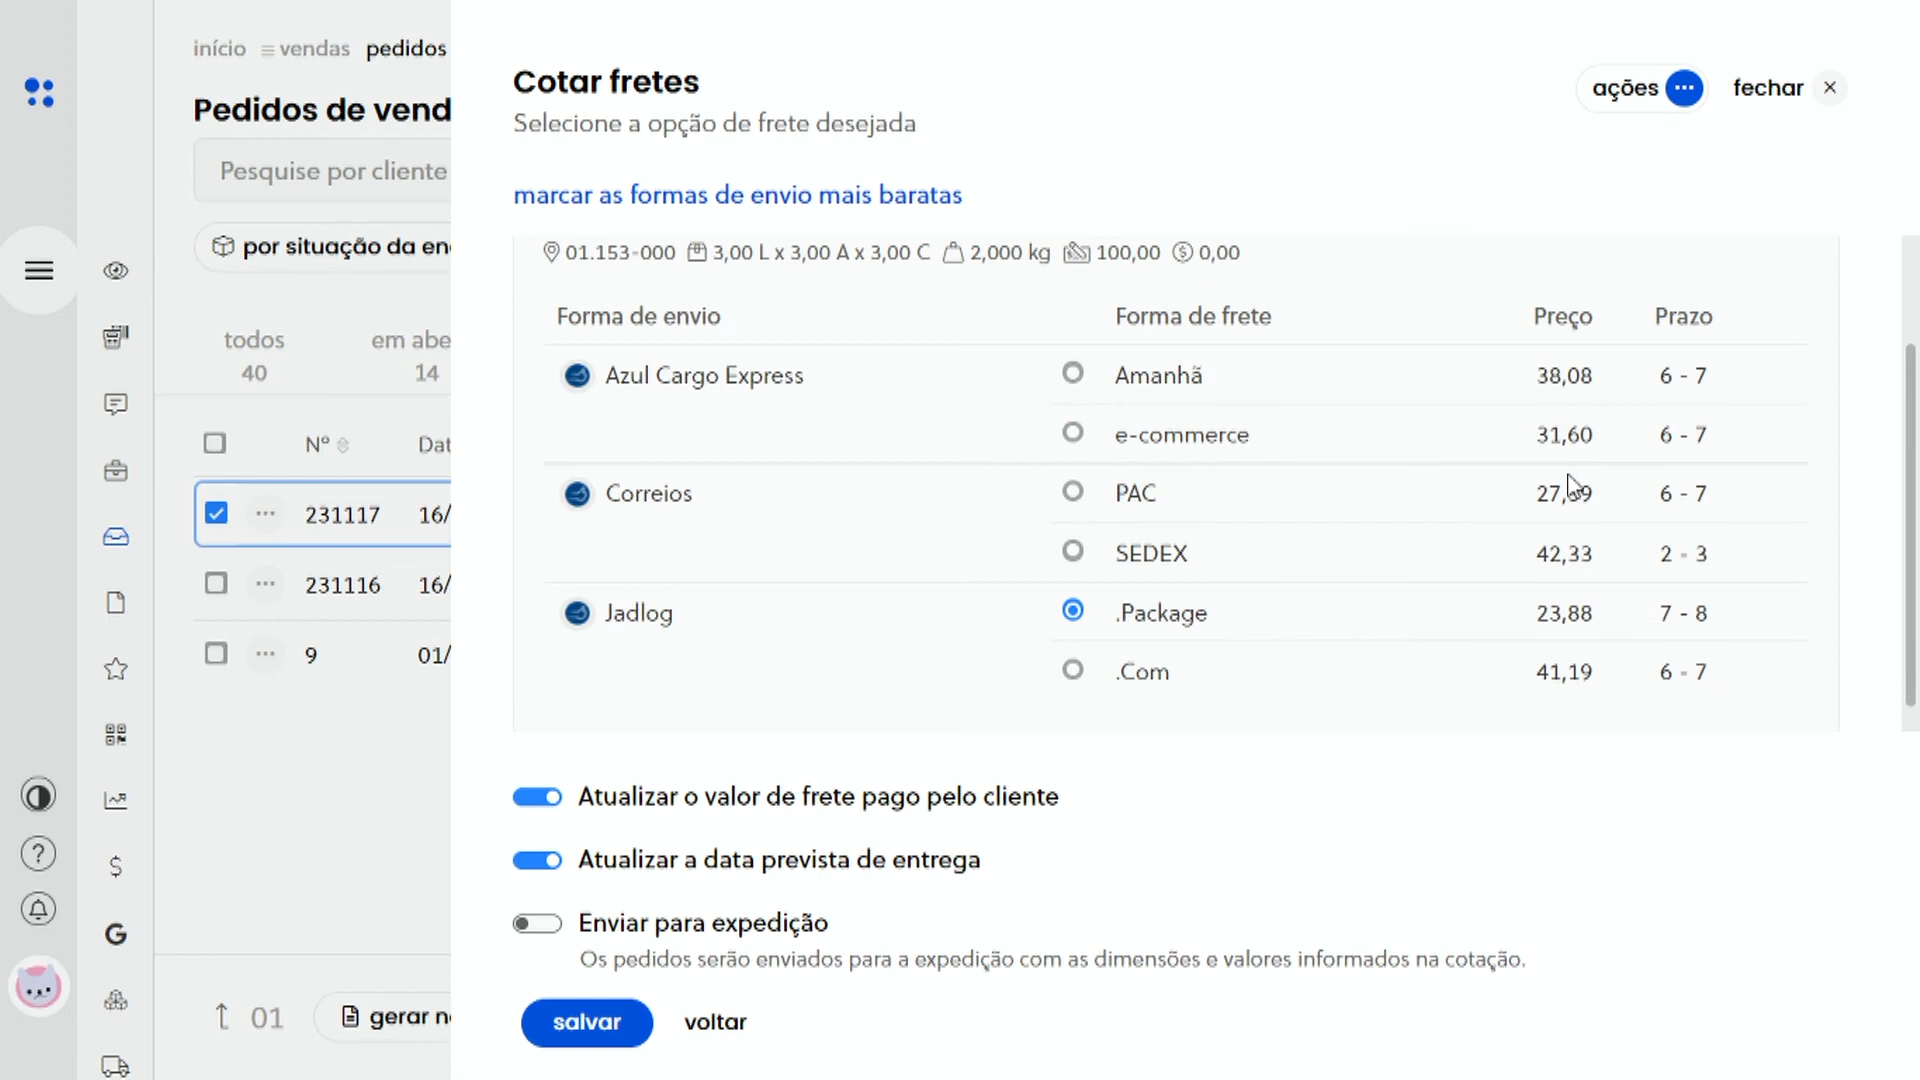 início vendas pedidos
Pedidos de vend
Pesquise por cliente
por situação da en
todos em abe
40 14
Nº Dat
231117 16/
231116 16/
9 01/
01 gerar n
Cotar fretes
Selecione a opção de frete desejada
ações ... fechar ×
marcar as formas de envio mais baratas
01.153-000 3,00 L x 3,00 A x 3,00 C 2,000 kg 100,00 0,00
Forma de envio Forma de frete Preço Prazo
Azul Cargo Express Amanhã 38,08 6 - 7
e-commerce 31,60 6 - 7
Correios PAC 6 - 7
SEDEX 42,33 2 - 3
Jadlog .Package 23,88 7 - 8
.Com 41,19 6 - 7
Atualizar o valor de frete pago pelo cliente
Atualizar a data prevista de entrega
Enviar para expedição
Os pedidos serão enviados para a expedição com as dimensões e valores informados na cotação.
salvar voltar